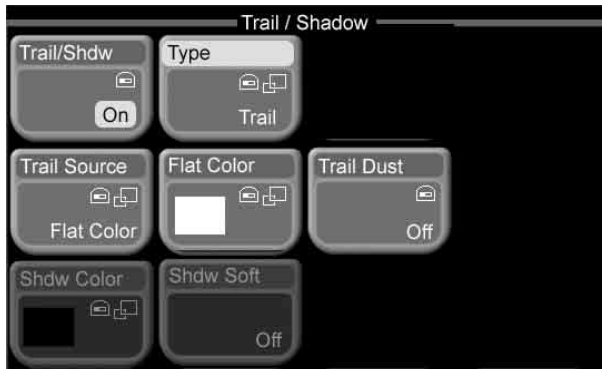 Trail / Shadow
Trail/Shdw
On
Type
Trail
Trail Source
Flat Color
Flat Color
Trail Dust
Off
Shdw Color
Shdw Soft
Off